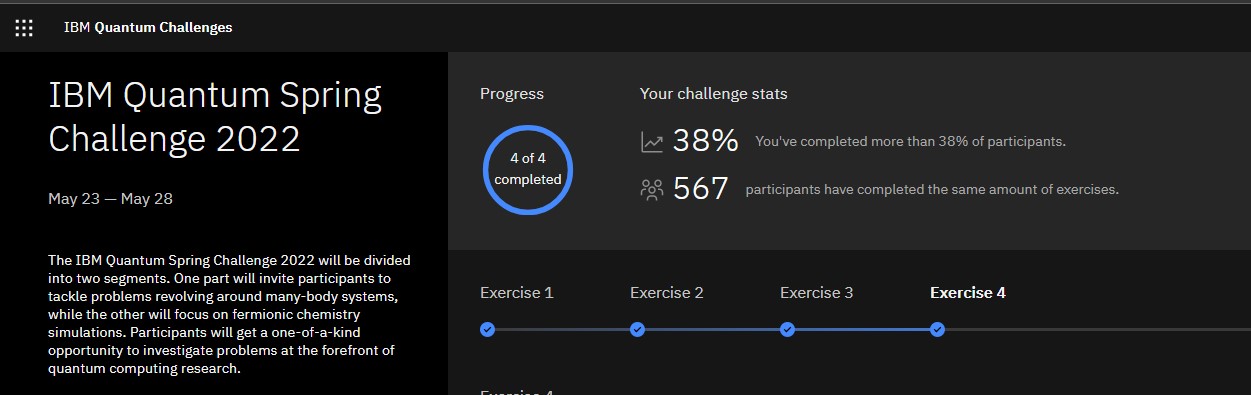 IBM Quantum Challenges
IBM Quantum Spring
Challenge 2022
May 23 — May 28
The IBM Quantum Spring Challenge 2022 will be divided
into two segments. One part will invite participants to
tackle problems revolving around many-body systems,
while the other will focus on fermionic chemistry
simulations. Participants will get a one-of-a-kind
opportunity to investigate problems at the forefront of
quantum computing research.
Progress
4 of 4
completed
Your challenge stats
38% You've completed more than 38% of participants.
567 participants have completed the same amount of exercises.
Exercise 1 Exercise 2 Exercise 3 Exercise 4
Exercise 4